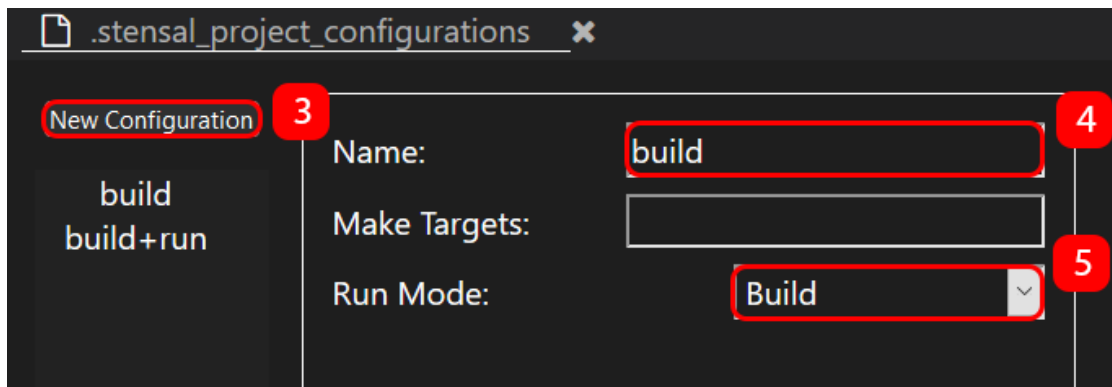 .stensal_project_configurations
New Configuration
3
build
build+run
Name:
build
4
Make Targets:
Run Mode:
Build
5